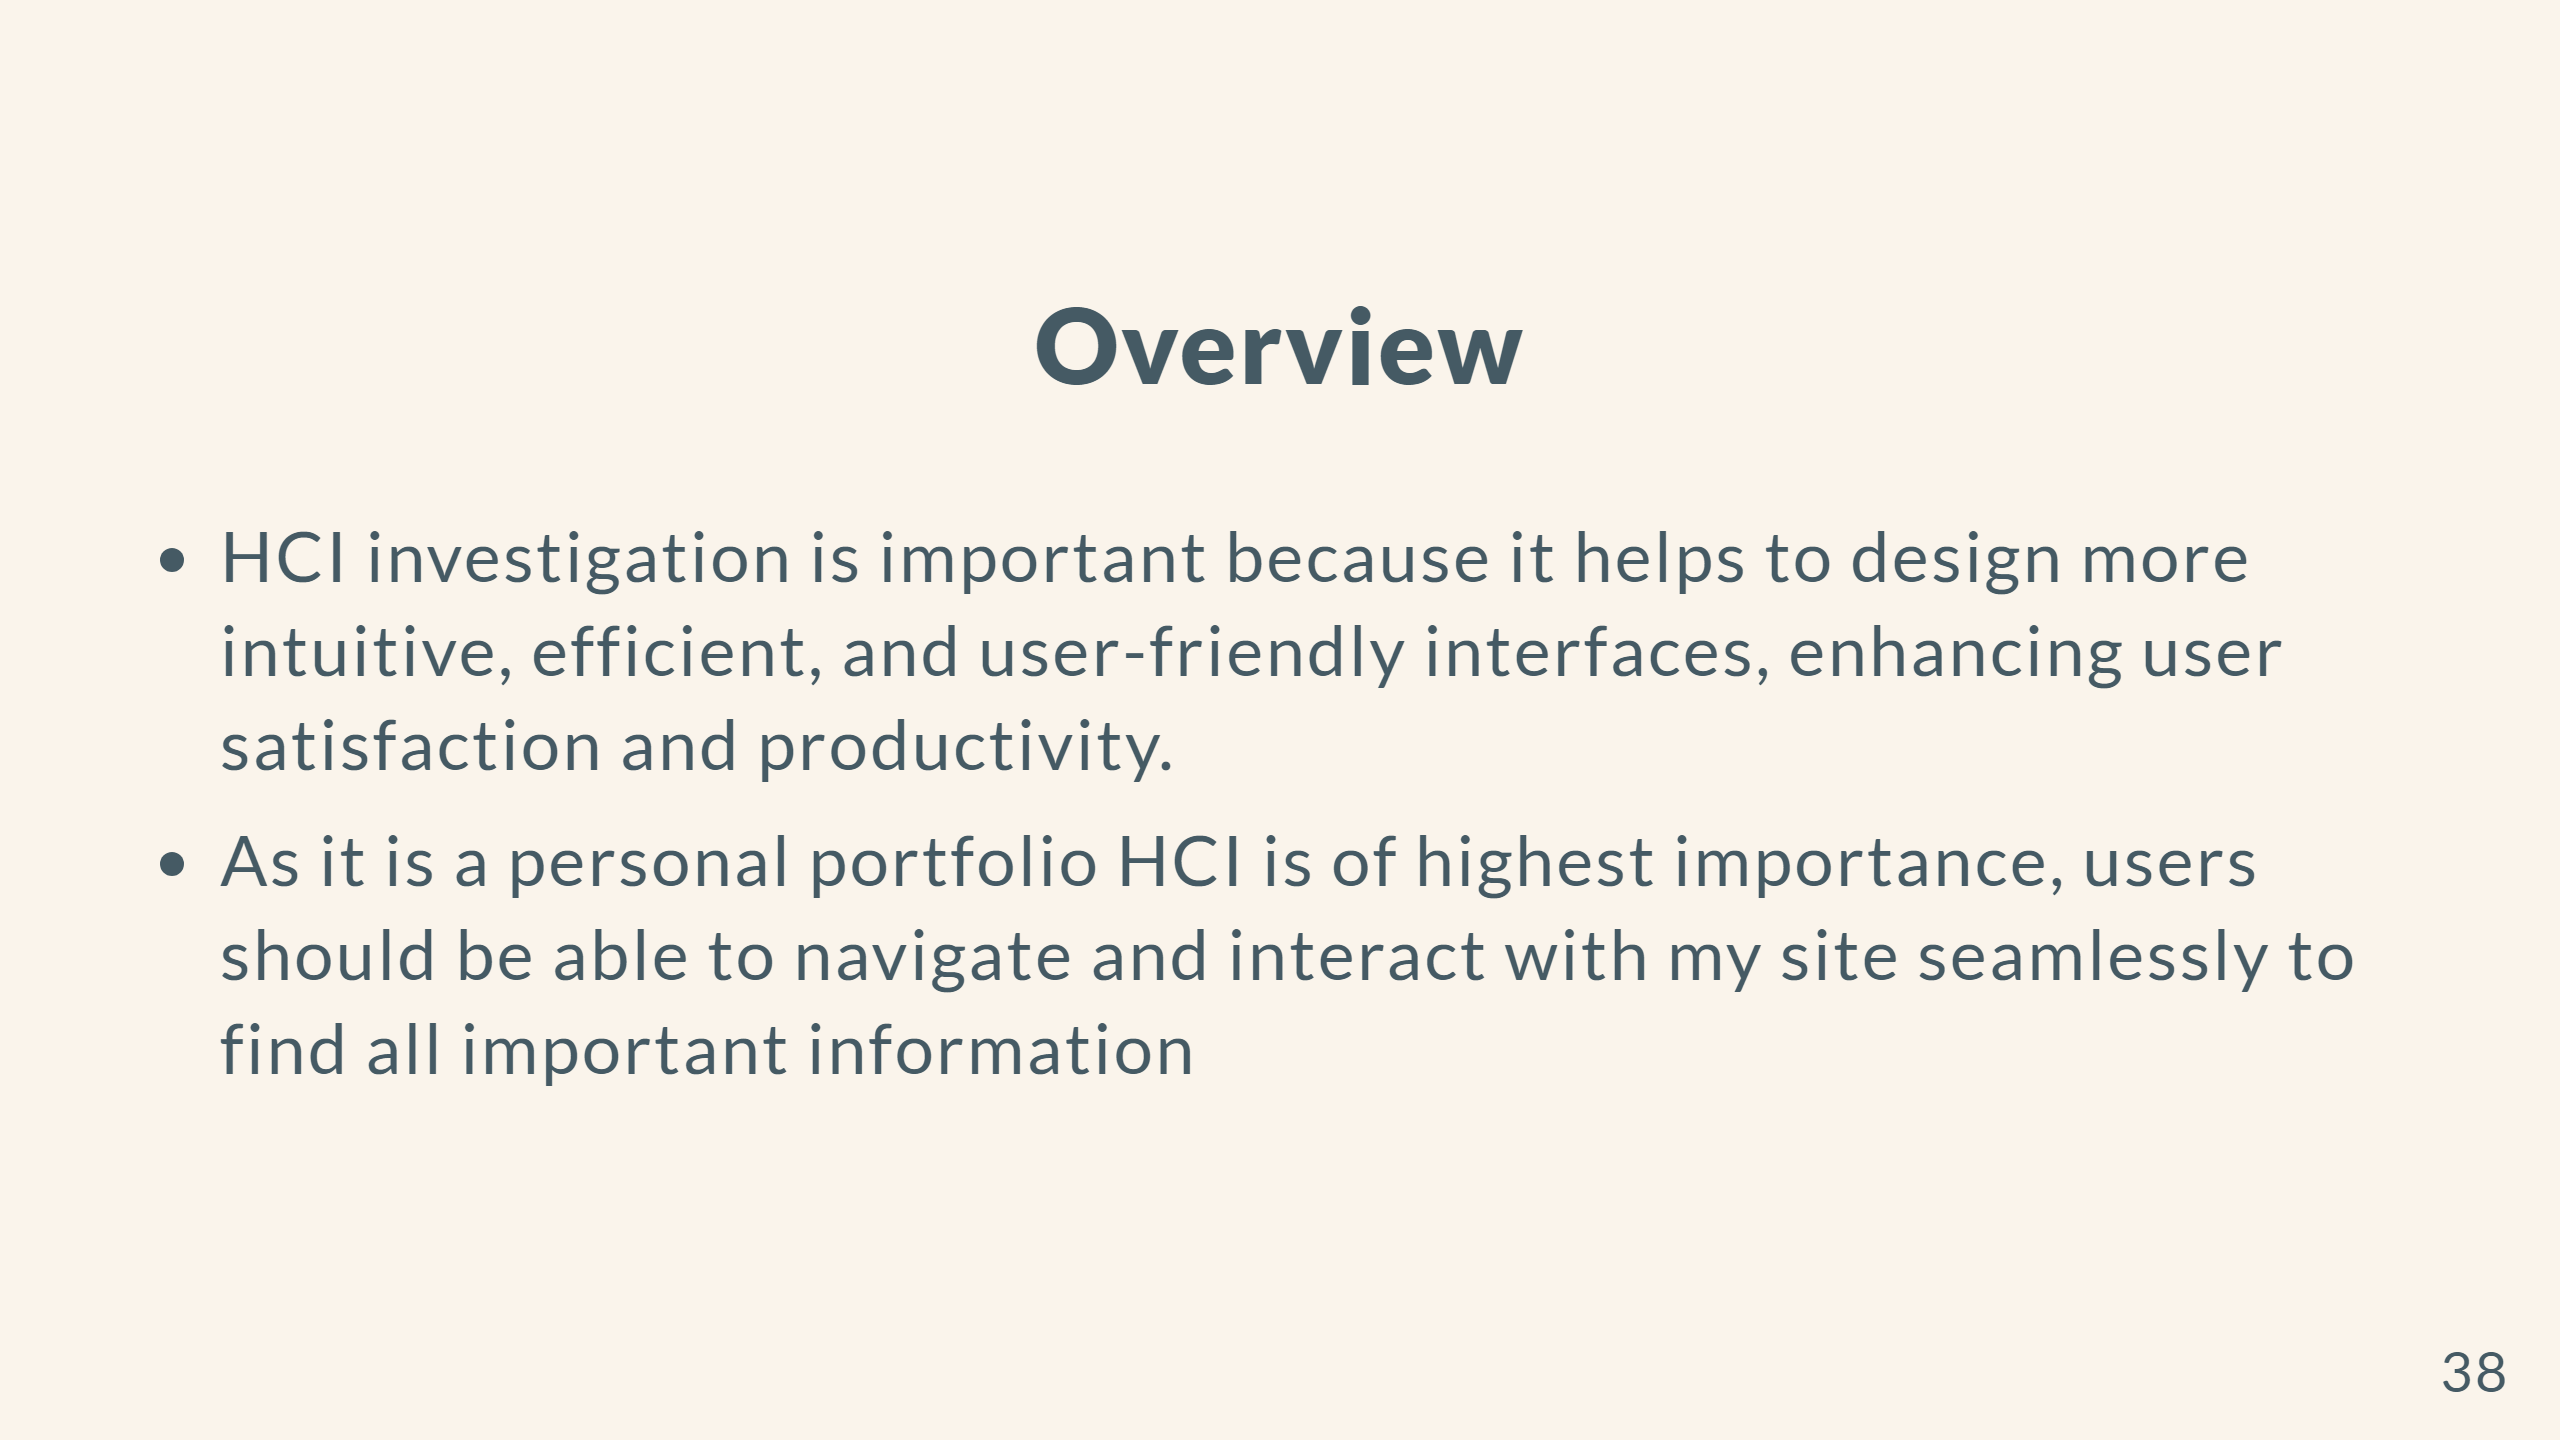 Overview
• HCI investigation is important because it helps to design more
intuitive, efficient, and user-friendly interfaces, enhancing user
satisfaction and productivity.
• As it is a personal portfolio HCI is of highest importance, users
should be able to navigate and interact with my site seamlessly to
find all important information
38